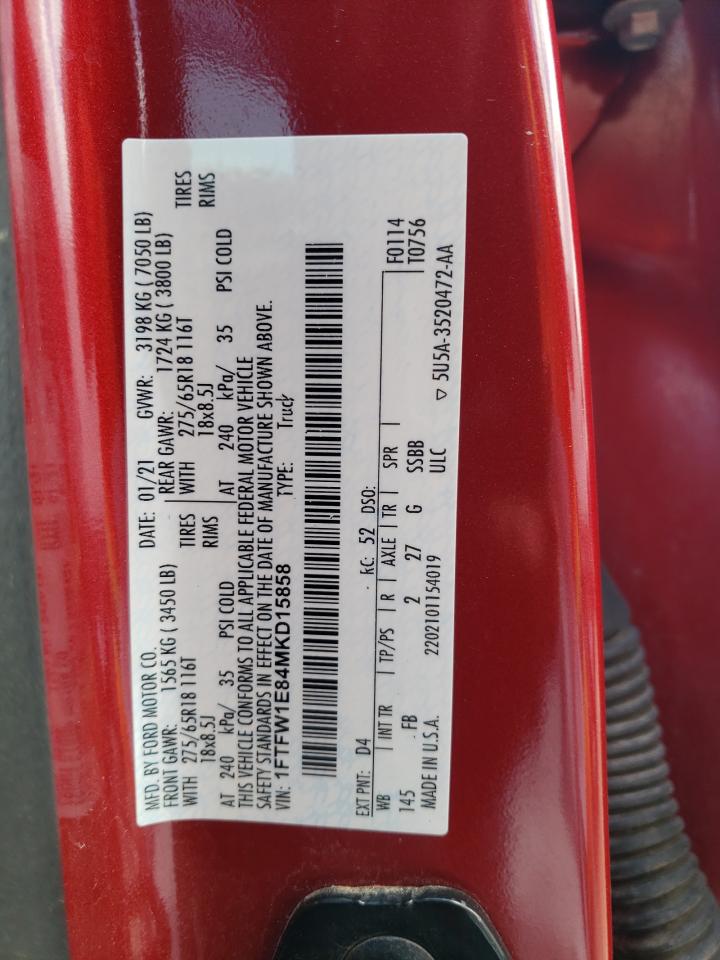 MFD. BY FORD MOTOR CO.
DATE: 01/21 GVWR: 3198 KG ( 7050 LB)
FRONT GAWR: 1565 KG ( 3450 LB) REAR GAWR: 1724 KG ( 3800 LB)
WITH 275/65R18 116T TIRES WITH 275/65R18 116T TIRES
18x8.5J RIMS 18x8.5J RIMS
AT 240 kPa/ 35 PSI COLD AT 240 kPa/ 35 PSI COLD
THIS VEHICLE CONFORMS TO ALL APPLICABLE FEDERAL MOTOR VEHICLE
SAFETY STANDARDS IN EFFECT ON THE DATE OF MANUFACTURE SHOWN ABOVE.
VIN: 1FTFW1E84MKD15858 TYPE: Truck
EXT PNT: D4 RC: 52 DSO: F0114
WB INT TR TP/PS R AXLE TR SPR T0756
145 FB 2 27 G SSBB
MADE IN U.S.A. 2202101154019 ULC ▽ 5U5A-3520472-AA